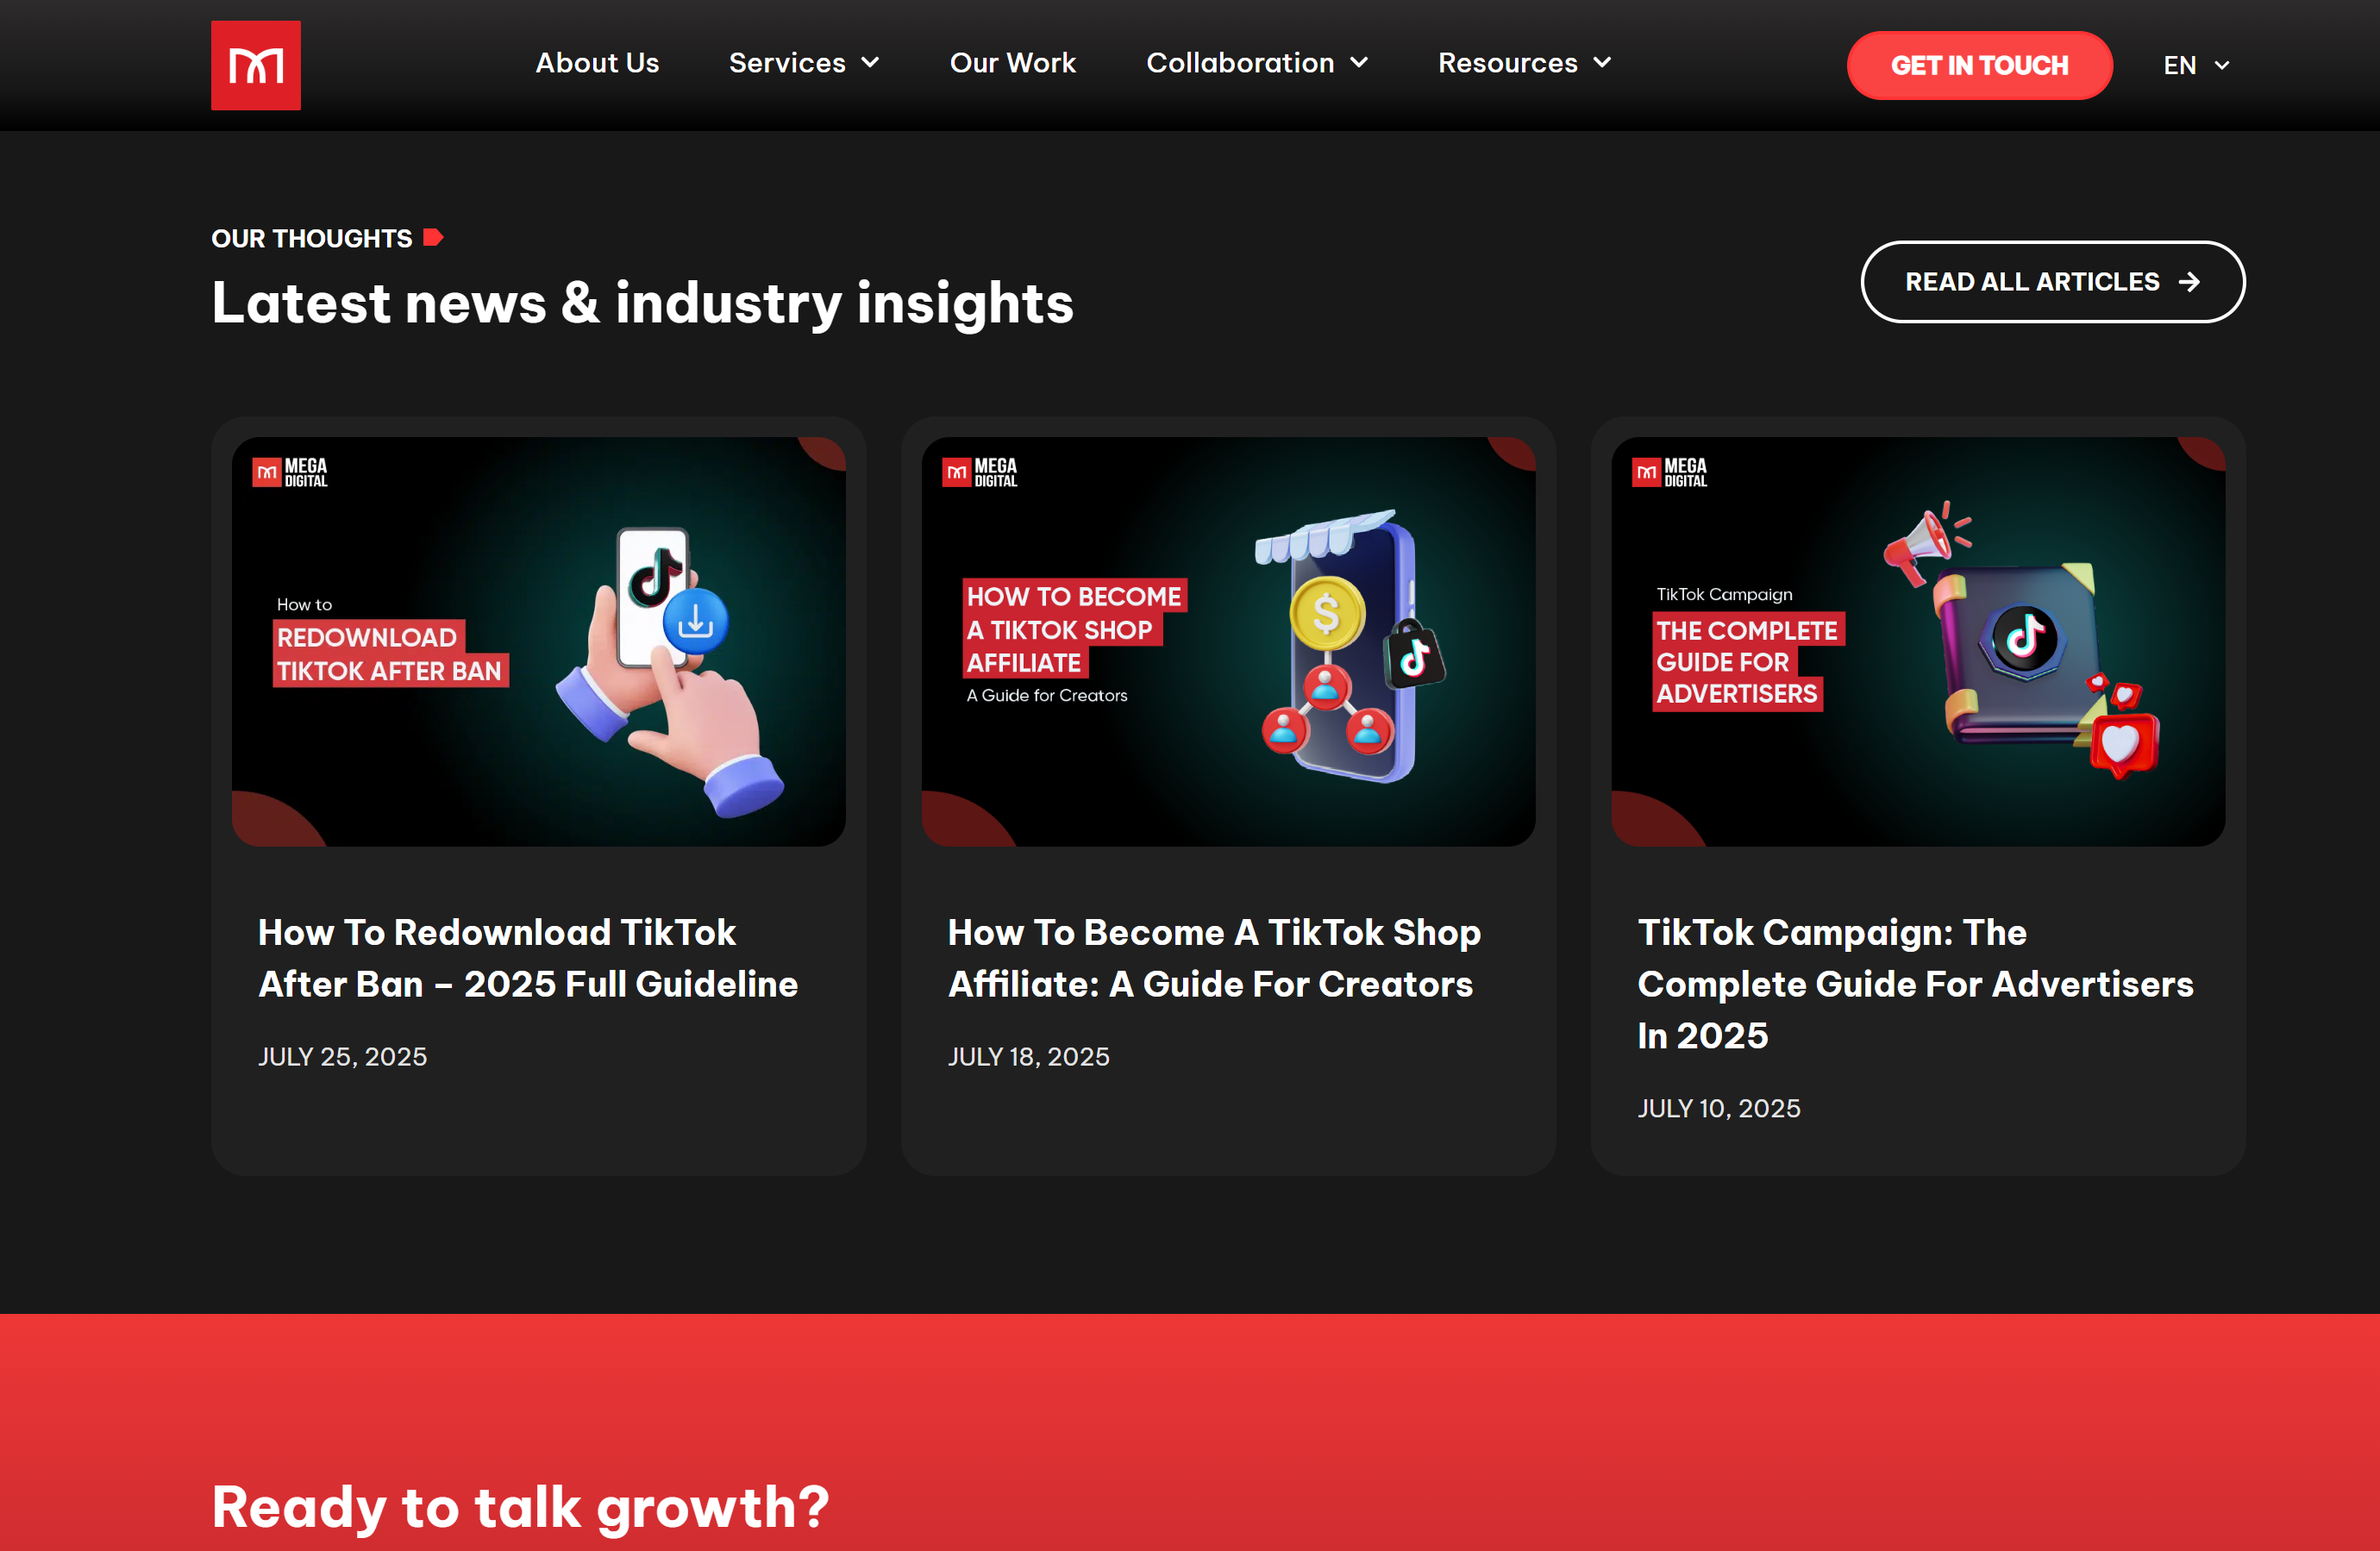 About Us
Services
Our Work
Collaboration
Resources
GET IN TOUCH
EN
OUR THOUGHTS
Latest news & industry insights
READ ALL ARTICLES
MEGA
DIGITAL
How to
REDOWNLOAD
TIKTOK AFTER BAN
How To Redownload TikTok
After Ban – 2025 Full Guideline
JULY 25, 2025
MEGA
DIGITAL
HOW TO BECOME
A TIKTOK SHOP
AFFILIATE
A Guide for Creators
$
How To Become A TikTok Shop
Affiliate: A Guide For Creators
JULY 18, 2025
MEGA
DIGITAL
TikTok Campaign
THE COMPLETE
GUIDE FOR
ADVERTISERS
TikTok Campaign: The
Complete Guide For Advertisers
In 2025
JULY 10, 2025
Ready to talk growth?